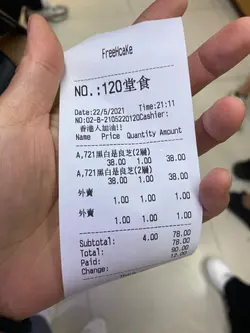 FreeHcaKe
NO.:120堂食
Date:22/5/2021 Time:21:11
NO:02-B-2105220120Cashier:
香港人加油!!
Name Price Quantity Amount
A,721黑白是良芝(2層)
38.00 1.00 38.00
A,721黑白是良芝(2層)
38.00 1.00 38.00
外賣
1.00 1.00 1.00
外賣
1.00 1.00 1.00
Subtotal: 4.00 78.00
Total: 78.00
Paid: 90.00
Change: 12.00